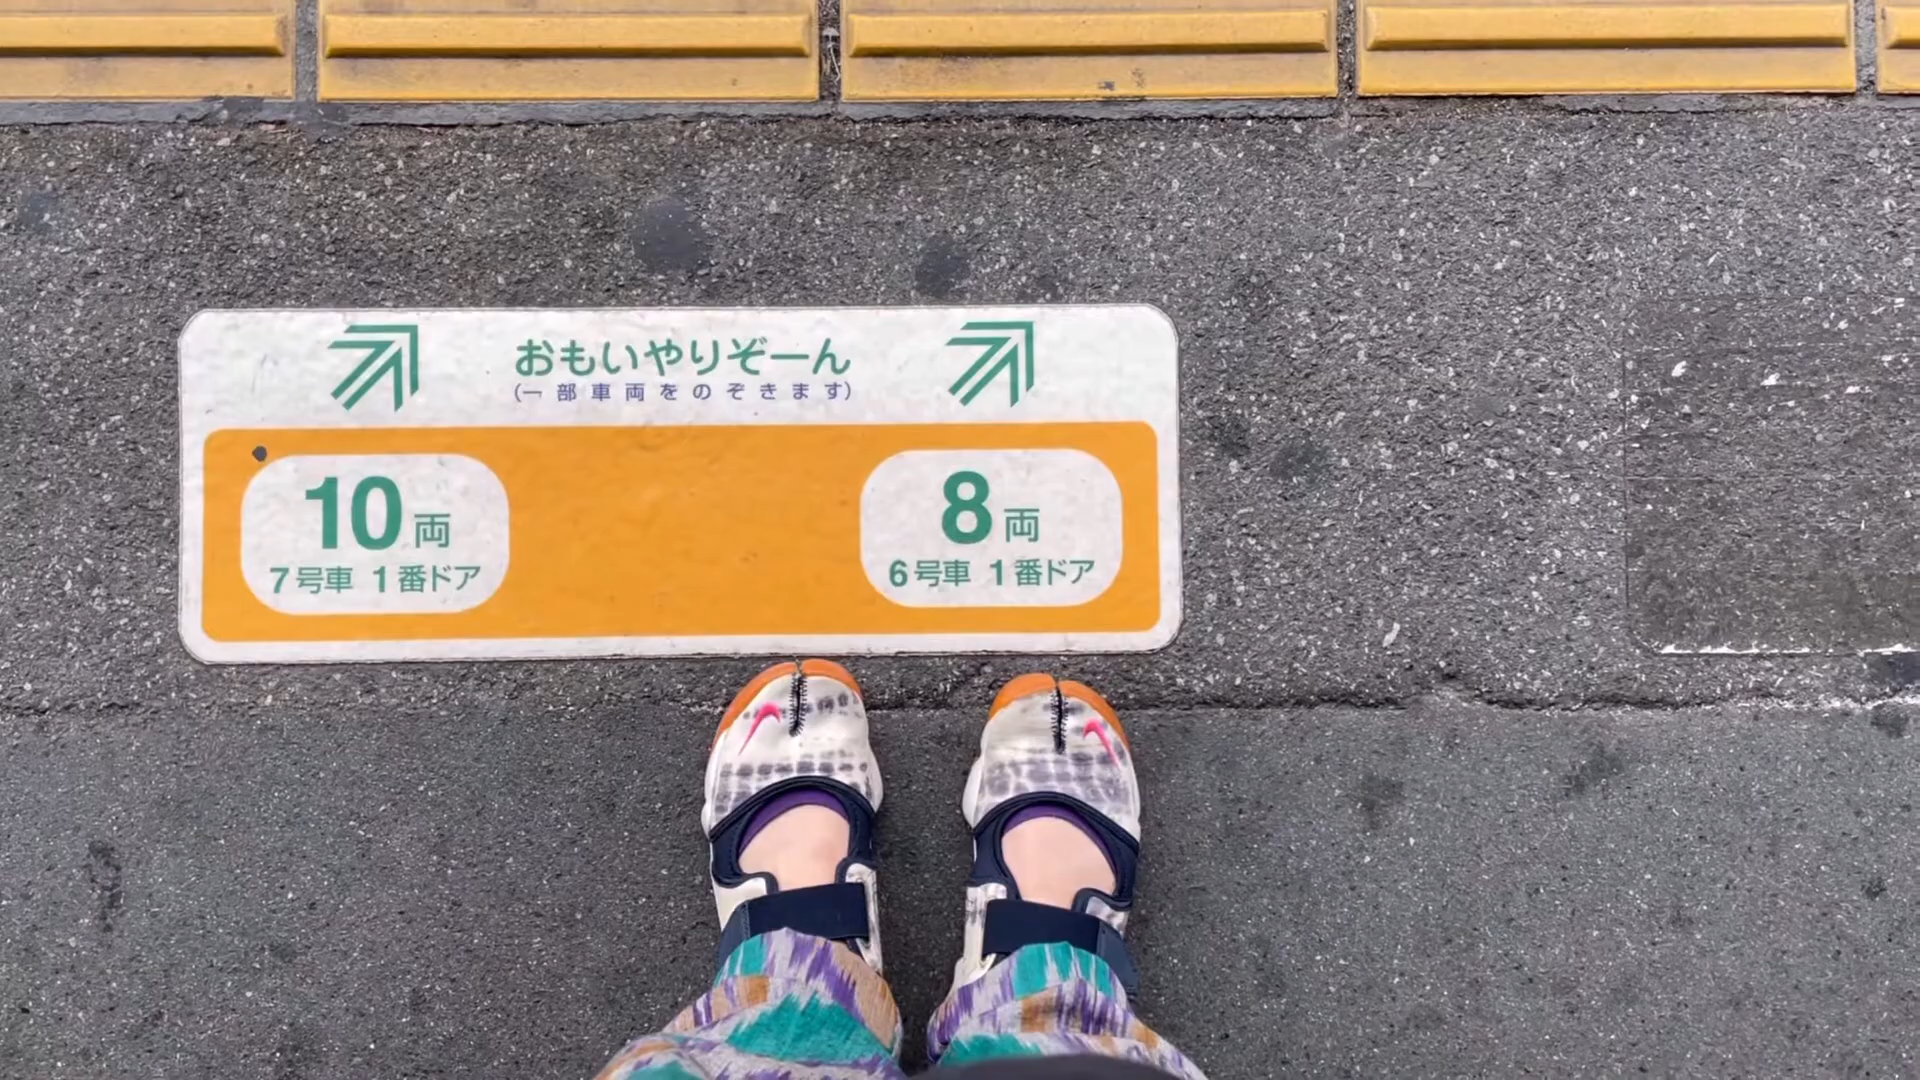 おもいやりぞーん
(一部車両をのぞきます)
10両
7号車 1番ドア
8両
6号車 1番ドア